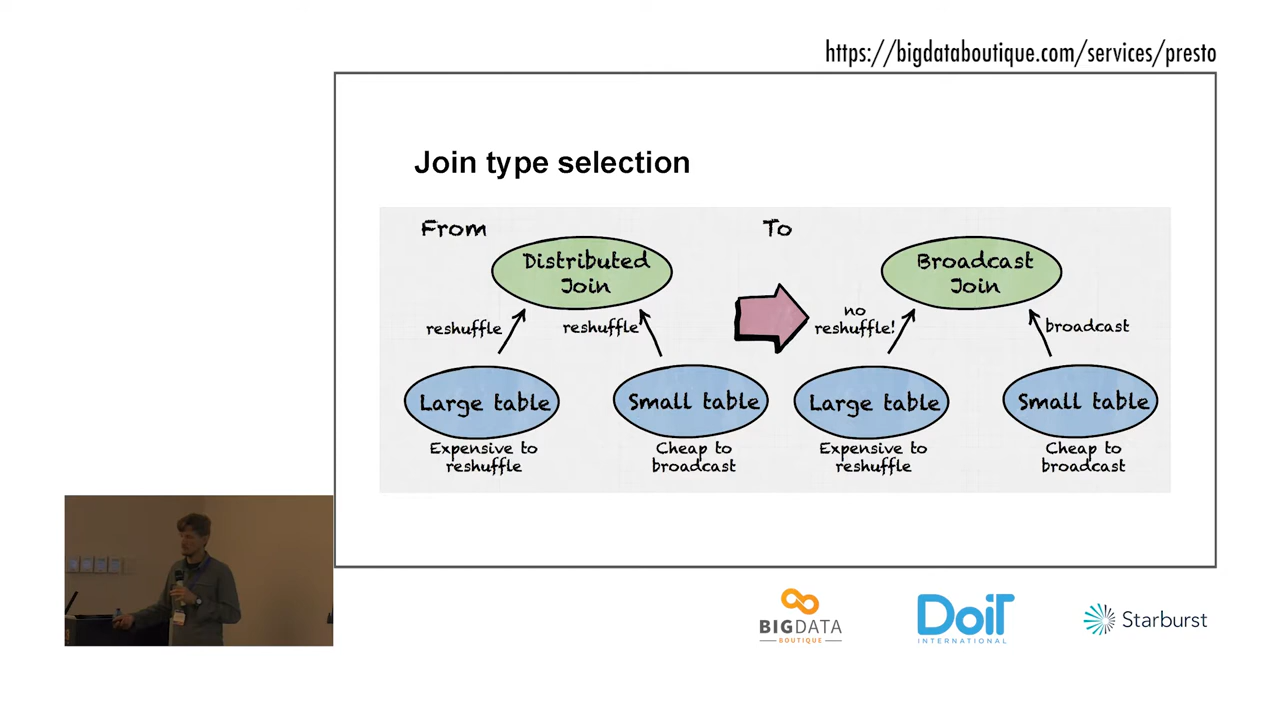 https://bigdataboutique.com/services/presto
Join type selection
From
To
Distributed
Join
Broadcast
Join
reshuffle
reshuffle
no
reshuffle!
broadcast
Large table
Small table
Large table
Small table
Expensive to
reshuffle
Cheap to
broadcast
Expensive to
reshuffle
Cheap to
broadcast
BIGDATA
BOUTIQUE
DoiT
INTERNATIONAL
Starburst